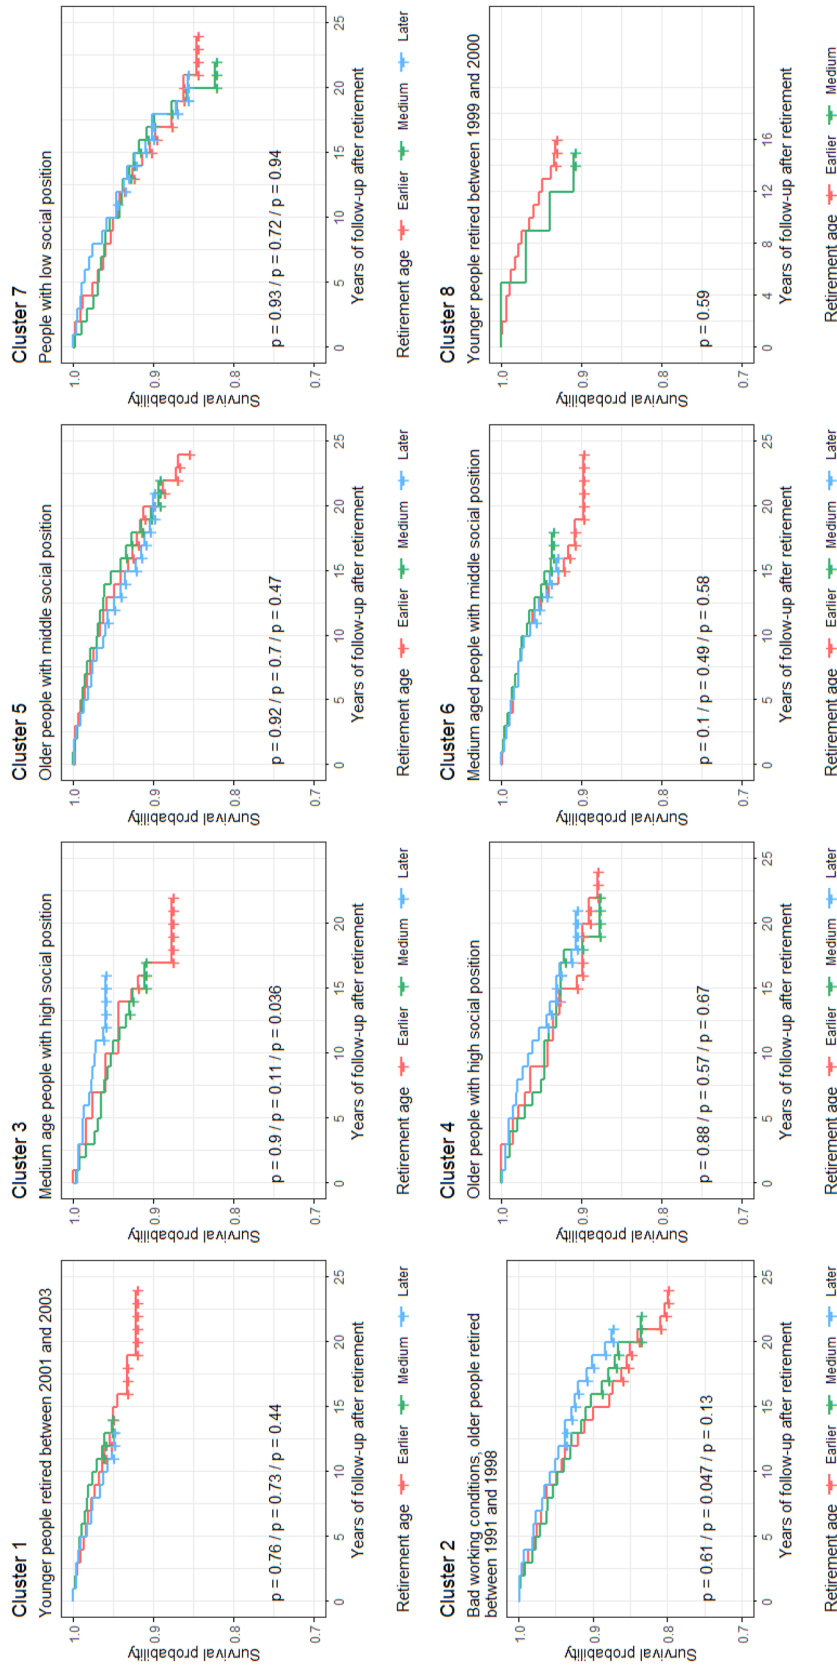 Cluster 1
Younger people retired between 2001 and 2003
Survival probability
1.0
0.9
0.8
0.7
p = 0.76 / p = 0.73 / p = 0.44
0 5 10 15 20 25
Years of follow-up after retirement
Retirement age Earlier Medium Later
Cluster 3
Medium age people with high social position
Survival probability
1.0
0.9
0.8
0.7
p = 0.9 / p = 0.11 / p = 0.036
0 5 10 15 20
Years of follow-up after retirement
Retirement age Earlier Medium Later
Cluster 5
Older people with middle social position
Survival probability
1.0
0.9
0.8
0.7
p = 0.92 / p = 0.7 / p = 0.47
0 5 10 15 20 25
Years of follow-up after retirement
Retirement age Earlier Medium Later
Cluster 7
People with low social position
Survival probability
1.0
0.9
0.8
0.7
p = 0.93 / p = 0.72 / p = 0.94
0 5 10 15 20 25
Years of follow-up after retirement
Retirement age Earlier Medium Later
Cluster 2
Bad working conditions, older people retired
between 1991 and 1998
Survival probability
1.0
0.9
0.8
0.7
p = 0.61 / p = 0.047 / p = 0.13
0 5 10 15 20 25
Years of follow-up after retirement
Retirement age Earlier Medium Later
Cluster 4
Older people with high social position
Survival probability
1.0
0.9
0.8
0.7
p = 0.88 / p = 0.57 / p = 0.67
0 5 10 15 20 25
Years of follow-up after retirement
Retirement age Earlier Medium Later
Cluster 6
Medium aged people with middle social position
Survival probability
1.0
0.9
0.8
0.7
p = 0.1 / p = 0.49 / p = 0.58
0 5 10 15 20 25
Years of follow-up after retirement
Retirement age Earlier Medium Later
Cluster 8
Younger people retired between 1999 and 2000
Survival probability
1.0
0.9
0.8
0.7
p = 0.59
0 4 8 12 16
Years of follow-up after retirement
Retirement age Earlier Medium